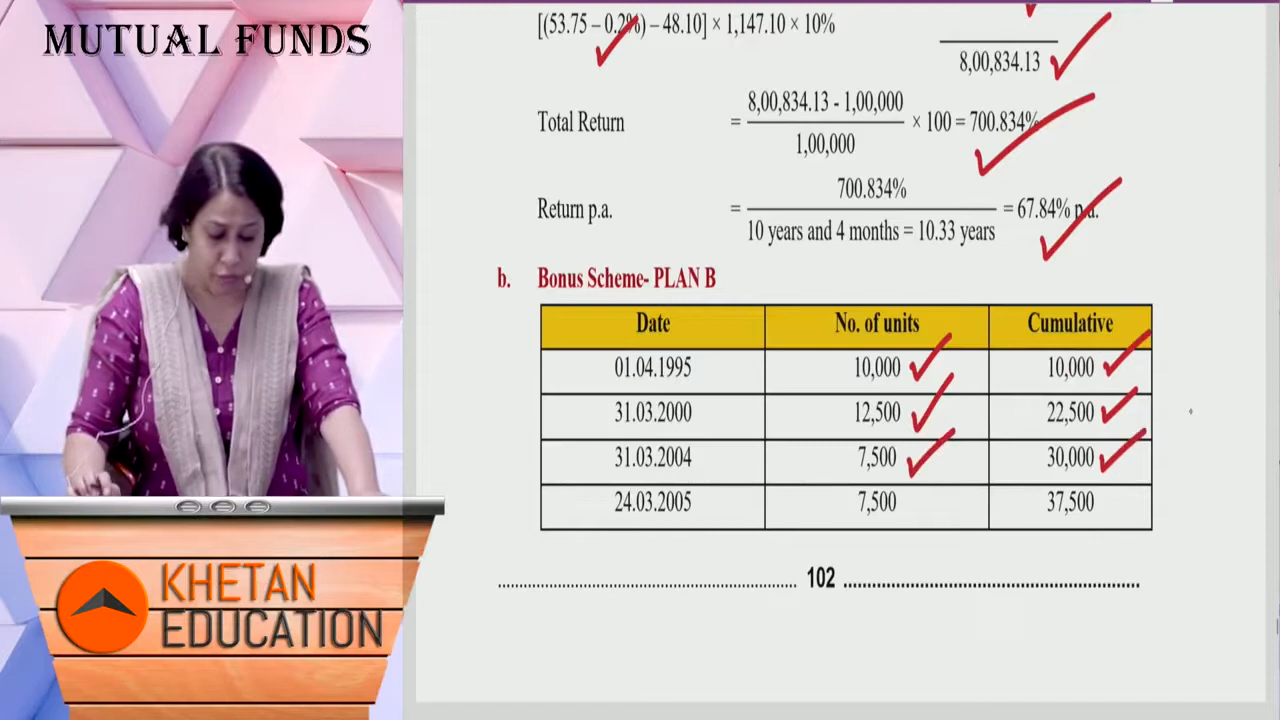 MUTUAL FUNDS
[(53.75 – 0.2%) – 48.10] × 1,147.10 × 10%
8,00,834.13
Total Return = 8,00,834.13 - 1,00,000 / 1,00,000 × 100 = 700.834%
Return p.a. = 700.834% / 10 years and 4 months = 10.33 years = 67.84% p.a.
b. Bonus Scheme- PLAN B
Date No. of units Cumulative
01.04.1995 10,000 10,000
31.03.2000 12,500 22,500
31.03.2004 7,500 30,000
24.03.2005 7,500 37,500
102
KHETAN
EDUCATION